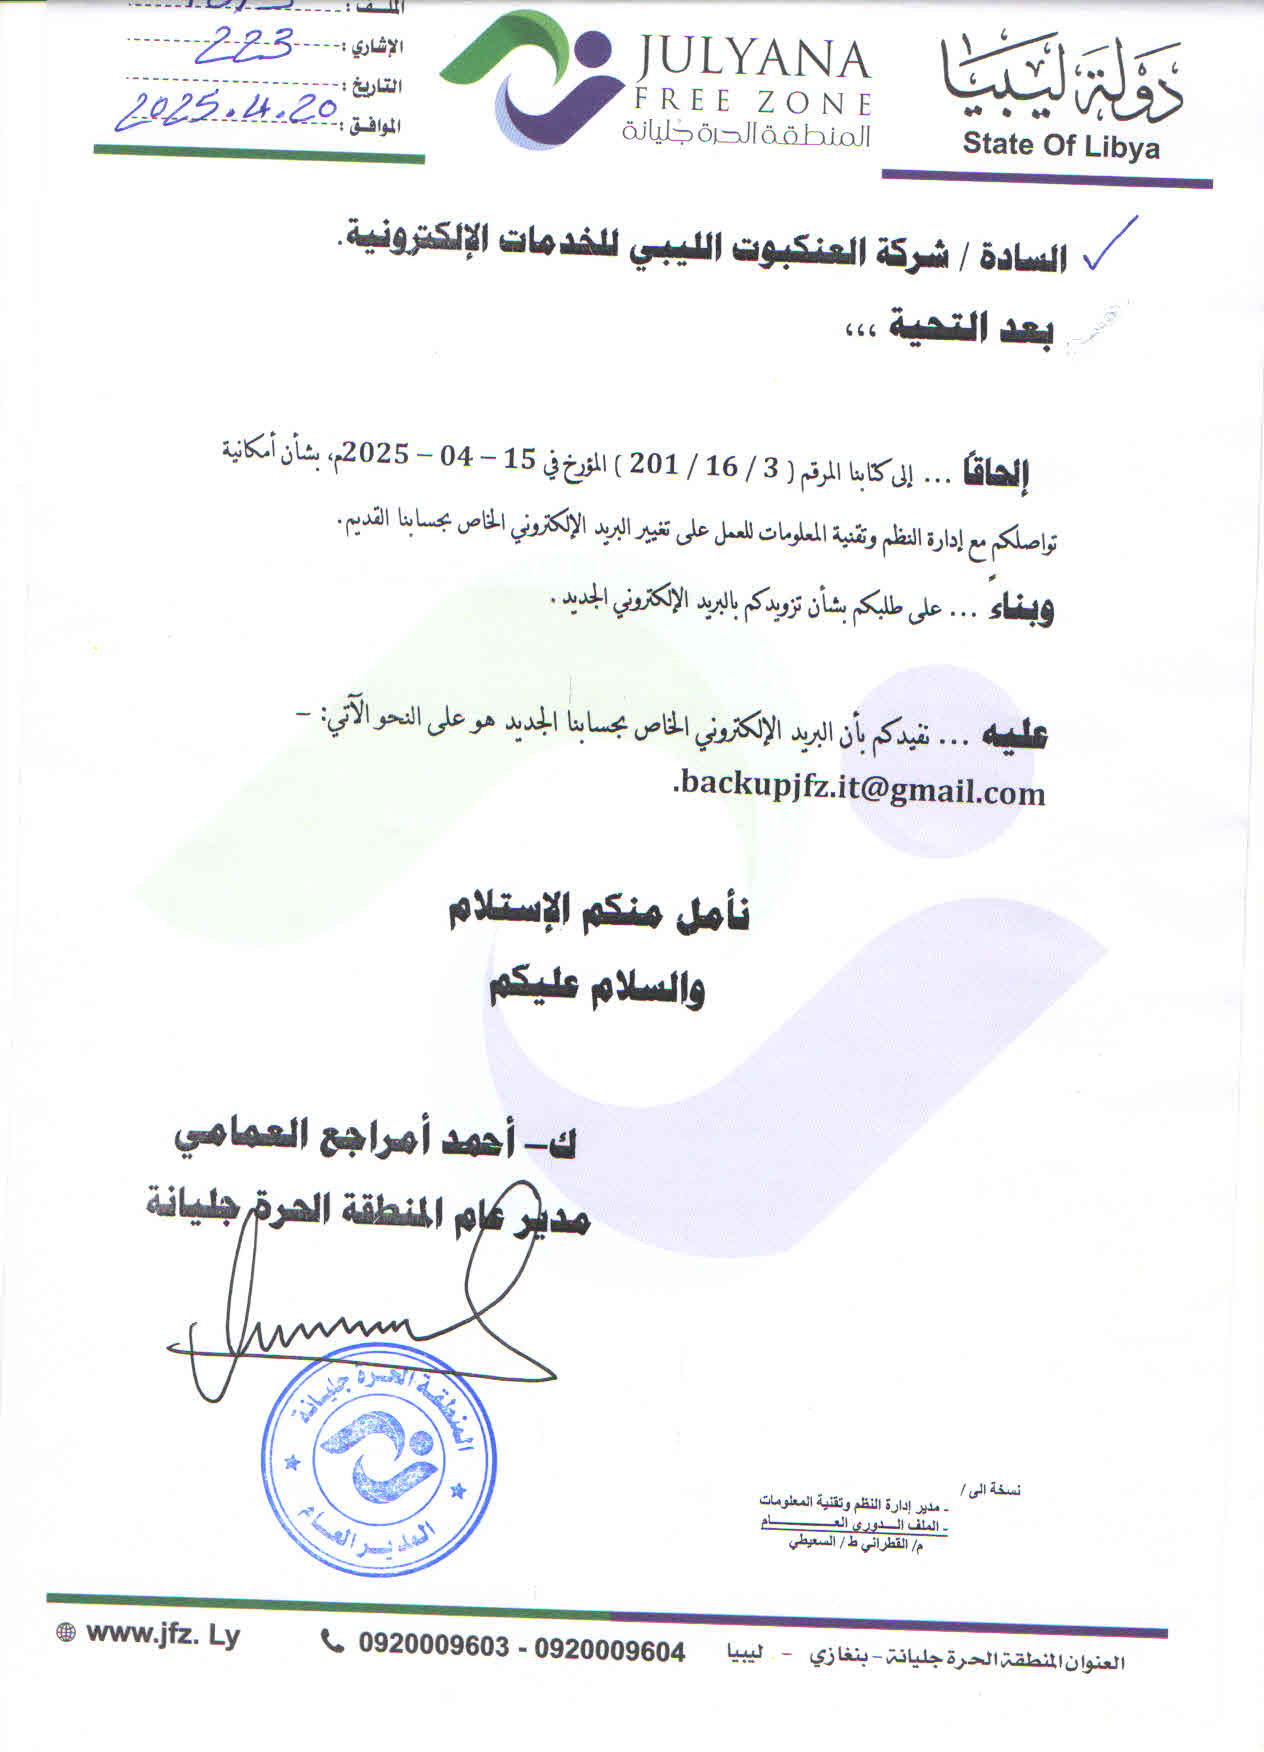 دولة ليبيا
State Of Libya
JULYANA
FREE ZONE
المنطقة الحرة جليانة
الملف :
الإشاري : 223
التاريخ :
الموافق : 2025.4.20
السادة / شركة العنكبوت الليبي للخدمات الإلكترونية.
بعد التحية ،،،
إلحاقاً ... إلى كتابنا المرقم ( 3 / 16 / 201 ) المؤرخ في 15 – 04 – 2025م، بشأن أمكانية
تواصلكم مع إدارة النظم وتقنية المعلومات للعمل على تغيير البريد الإلكتروني الخاص بحسابنا القديم.
وبناءً ... على طلبكم بشأن تزويدكم بالبريد الإلكتروني الجديد .
عليه ... نفيدكم بأن البريد الإلكتروني الخاص بحسابنا الجديد هو على النحو الآتي: –
backupjfz.it@gmail.com.
نأمل منكم الإستلام
والسلام عليكم
ك– أحمد أمراجع العمامي
مدير عام المنطقة الحرة جليانة
المنطقة الحرة جليانة
المدير العام
نسخة الى /
ـ مدير إدارة النظم وتقنية المعلومات
ـ الملف الـدوري العـــــــــام
م/ القطراني ط/ السعيطي
العنوان المنطقة الحرة جليانة – بنغازي - ليبيا
0920009603 - 0920009604
www.jfz. Ly